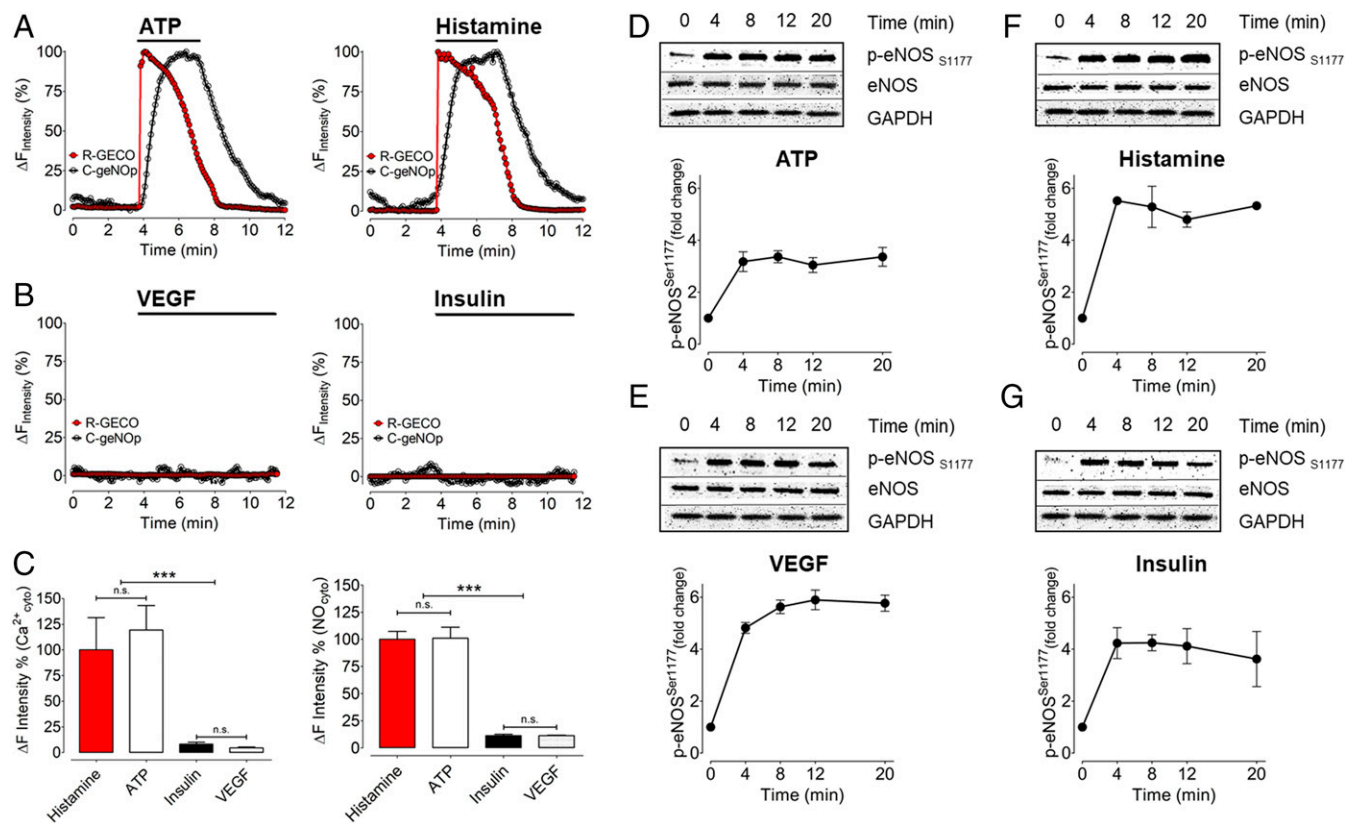 A
ATP
Histamine
ΔF Intensity (%)
100
75
50
25
0
R-GECO
C-geNOp
0 2 4 6 8 10 12
Time (min)
100
75
50
25
0
R-GECO
C-geNOp
0 2 4 6 8 10 12
Time (min)
B
VEGF
Insulin
ΔF Intensity (%)
100
75
50
25
0
R-GECO
C-geNOp
0 2 4 6 8 10 12
Time (min)
100
75
50
25
0
R-GECO
C-geNOp
0 2 4 6 8 10 12
Time (min)
C
ΔF Intensity % (Ca2+ cyto)
150
125
100
75
50
25
0
***
n.s.
n.s.
Histamine
ATP
Insulin
VEGF
ΔF Intensity % (NO cyto)
150
125
100
75
50
25
0
***
n.s.
n.s.
Histamine
ATP
Insulin
VEGF
D
0 4 8 12 20 Time (min)
p-eNOS S1177
eNOS
GAPDH
ATP
p-eNOS Ser1177 (fold change)
6
4
2
0
0 4 8 12 20
Time (min)
E
0 4 8 12 20 Time (min)
p-eNOS S1177
eNOS
GAPDH
VEGF
p-eNOS Ser1177 (fold change)
6
4
2
0
0 4 8 12 20
Time (min)
F
0 4 8 12 20 Time (min)
p-eNOS S1177
eNOS
GAPDH
Histamine
p-eNOS Ser1177 (fold change)
6
4
2
0
0 4 8 12 20
Time (min)
G
0 4 8 12 20 Time (min)
p-eNOS S1177
eNOS
GAPDH
Insulin
p-eNOS Ser1177 (fold change)
6
4
2
0
0 4 8 12 20
Time (min)